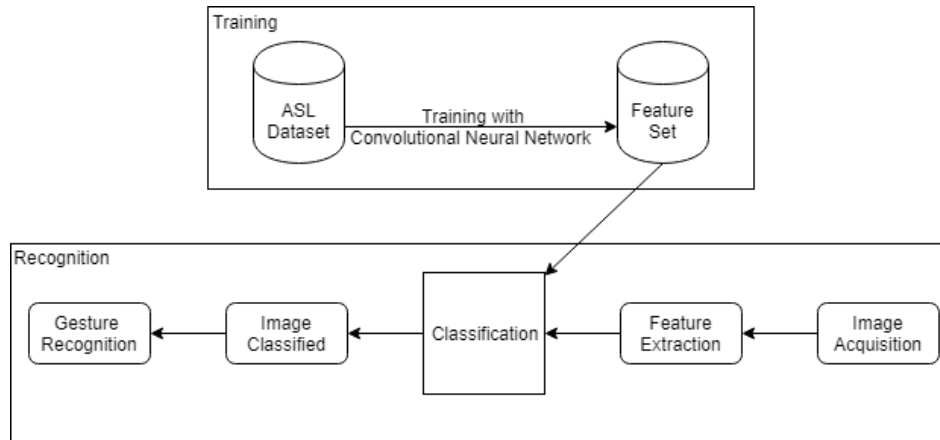 Training
ASL
Dataset
Training with
Convolutional Neural Network
Feature
Set
Recognition
Gesture
Recognition
Image
Classified
Classification
Feature
Extraction
Image
Acquisition